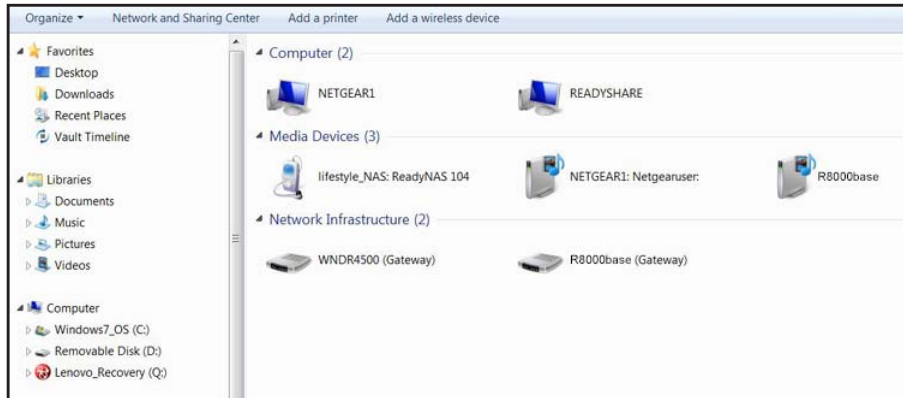 Organize Network and Sharing Center Add a printer Add a wireless device
Favorites
Desktop
Downloads
Recent Places
Vault Timeline
Libraries
Documents
Music
Pictures
Videos
Computer
Windows7_OS (C:)
Removable Disk (D:)
Lenovo_Recovery (Q:)
Computer (2)
NETGEAR1 READYSHARE
Media Devices (3)
lifestyle_NAS: ReadyNAS 104 NETGEAR1: Netgearuser: R8000base
Network Infrastructure (2)
WNDR4500 (Gateway) R8000base (Gateway)